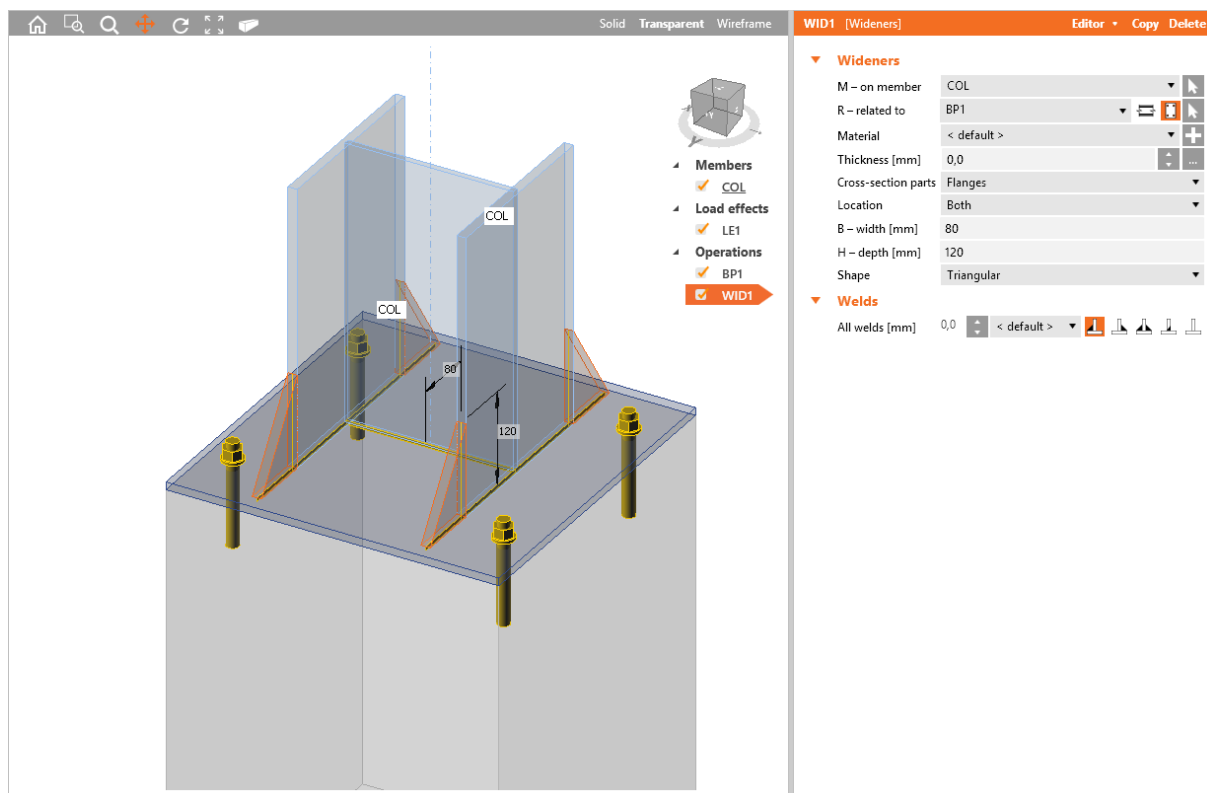 Solid Transparent Wireframe
WID1 [Wideners] Editor Copy Delete
Members
COL
Load effects
LE1
Operations
BP1
WID1
COL
COL
80
120
Wideners
M – on member COL
R – related to BP1
Material < default >
Thickness [mm] 0,0 ...
Cross-section parts Flanges
Location Both
B – width [mm] 80
H – depth [mm] 120
Shape Triangular
Welds
All welds [mm] 0,0 < default >